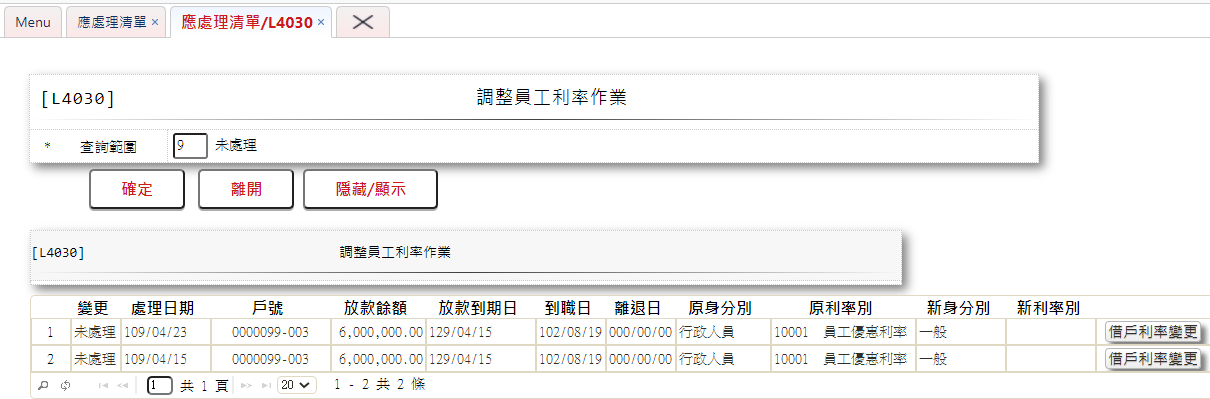 Menu 應處理清單 × 應處理清單/L4030 ×
[L4030] 調整員工利率作業
* 查詢範圍 9 未處理
確定 離開 隱藏/顯示
[L4030] 調整員工利率作業
變更 處理日期 戶號 放款餘額 放款到期日 到職日 離退日 原身分別 原利率別 新身分別 新利率別
1 未處理 109/04/23 0000099-003 6,000,000.00 129/04/15 102/08/19 000/00/00 行政人員 10001 員工優惠利率 一般 借戶利率變更
2 未處理 109/04/15 0000099-003 6,000,000.00 129/04/15 102/08/19 000/00/00 行政人員 10001 員工優惠利率 一般 借戶利率變更
1 共 1 頁 20 1 - 2 共 2 條